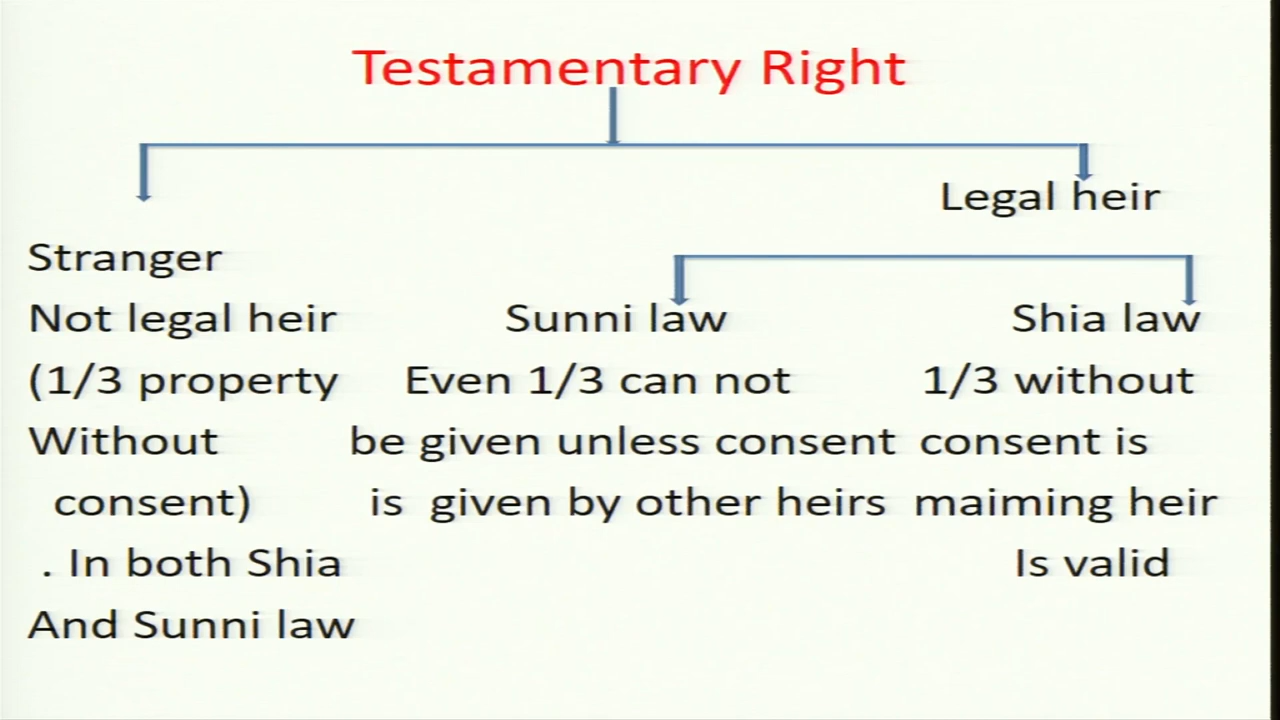 Testamentary Right
Legal heir
Stranger
Not legal heir
(1/3 property
Without
consent)
. In both Shia
And Sunni law
Sunni law
Even 1/3 can not
be given unless consent
is given by other heirs
Shia law
1/3 without
consent is
maiming heir
Is valid